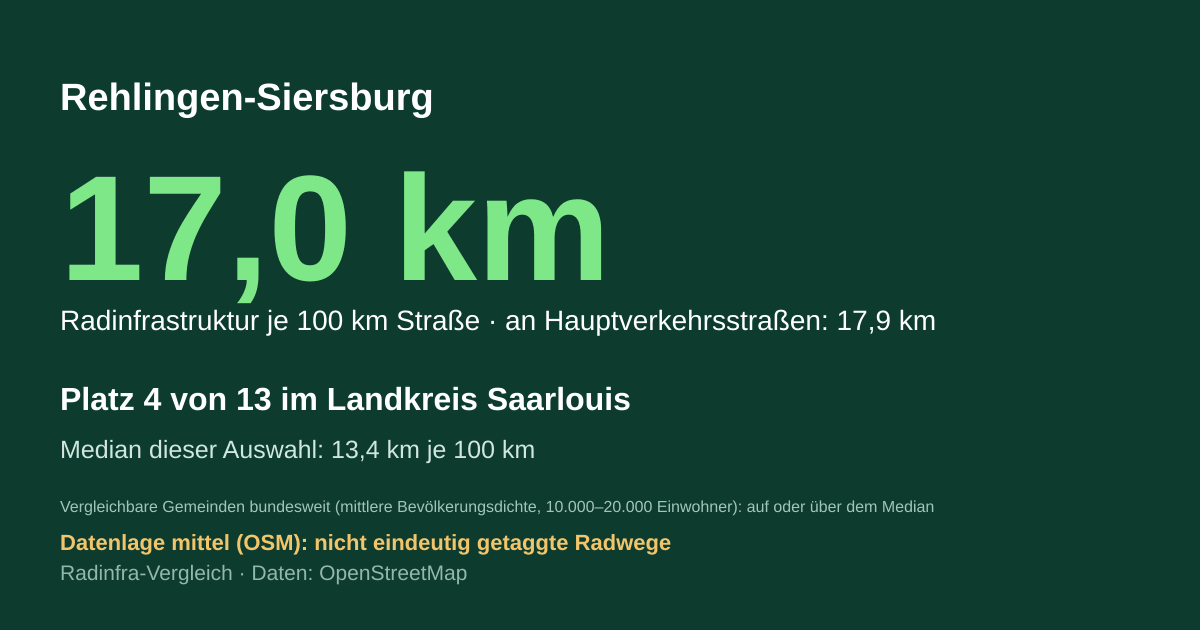 Rehlingen-Siersburg
17,0 km
Radinfrastruktur je 100 km Straße · an Hauptverkehrsstraßen: 17,9 km
Platz 4 von 13 im Landkreis Saarlouis
Median dieser Auswahl: 13,4 km je 100 km
Vergleichbare Gemeinden bundesweit (mittlere Bevölkerungsdichte, 10.000–20.000 Einwohner): auf oder über dem Median
Datenlage mittel (OSM): nicht eindeutig getaggte Radwege
Radinfra-Vergleich · Daten: OpenStreetMap